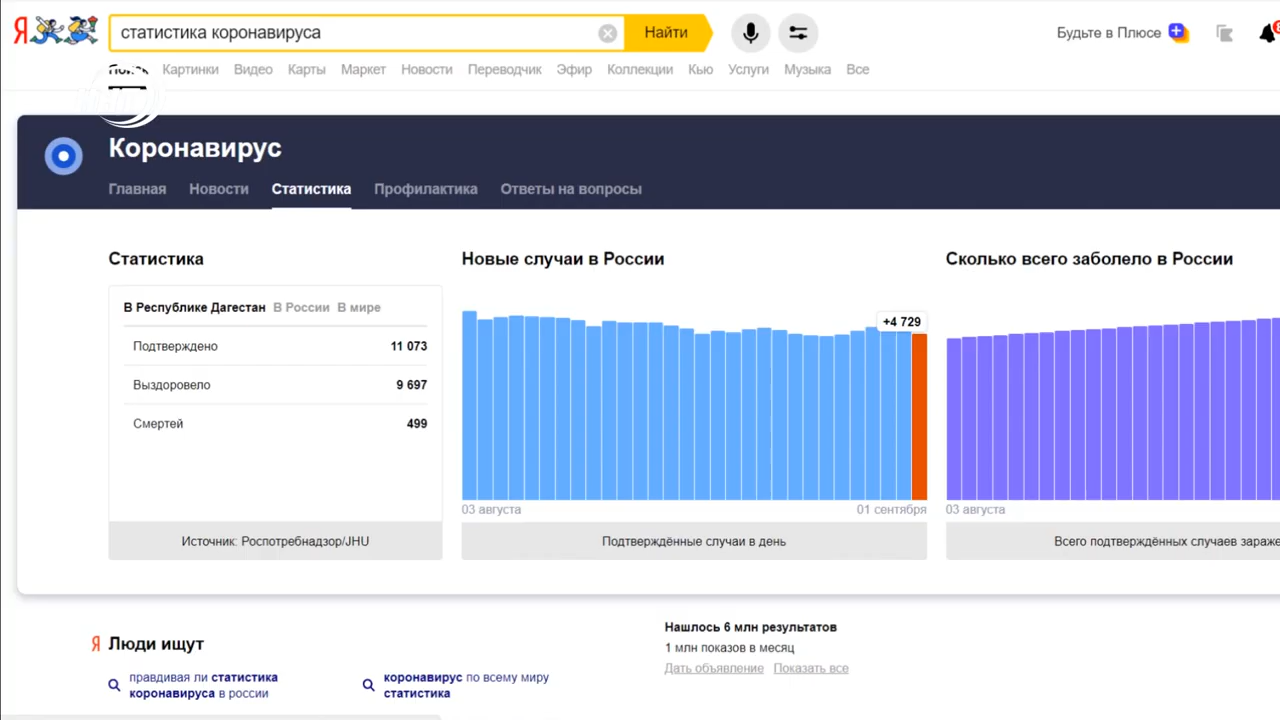 Я
статистика коронавируса
Найти
Будьте в Плюсе
Поиск Картинки Видео Карты Маркет Новости Переводчик Эфир Коллекции Кью Услуги Музыка Все
Коронавирус
Главная Новости Статистика Профилактика Ответы на вопросы
Статистика
В Республике Дагестан В России В мире
Подтверждено 11 073
Выздоровело 9 697
Смертей 499
Источник: Роспотребнадзор/JHU
Новые случаи в России
+4 729
03 августа 01 сентября
Подтверждённые случаи в день
Сколько всего заболело в России
03 августа
Всего подтверждённых случаев зараже
Я Люди ищут
правдивая ли статистика
коронавируса в россии
коронавирус по всему миру
статистика
Нашлось 6 млн результатов
1 млн показов в месяц
Дать объявление Показать все